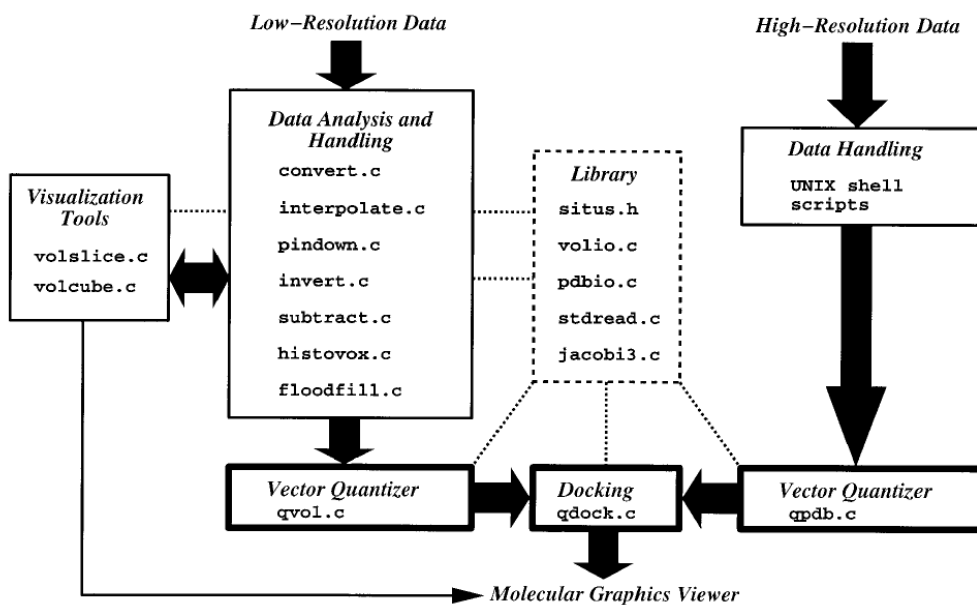 Low-Resolution Data
High-Resolution Data
Data Analysis and
Handling
convert.c
interpolate.c
pindown.c
invert.c
subtract.c
histovox.c
floodfill.c
Visualization
Tools
volslice.c
volcube.c
Library
situs.h
volio.c
pdbio.c
stdread.c
jacobi3.c
Data Handling
UNIX shell
scripts
Vector Quantizer
qvol.c
Docking
qdock.c
Vector Quantizer
qpdb.c
Molecular Graphics Viewer